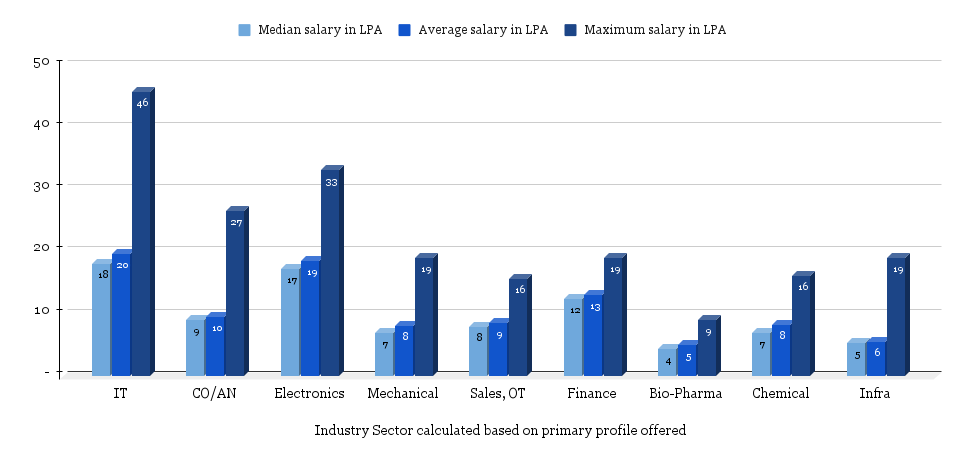 Median salary in LPA Average salary in LPA Maximum salary in LPA
50
40
30
20
10
-
18 20 46
9 10 27
17 19 33
7 8 19
8 9 16
12 13 19
4 5 9
7 8 16
5 6 19
IT CO/AN Electronics Mechanical Sales, OT Finance Bio-Pharma Chemical Infra
Industry Sector calculated based on primary profile offered